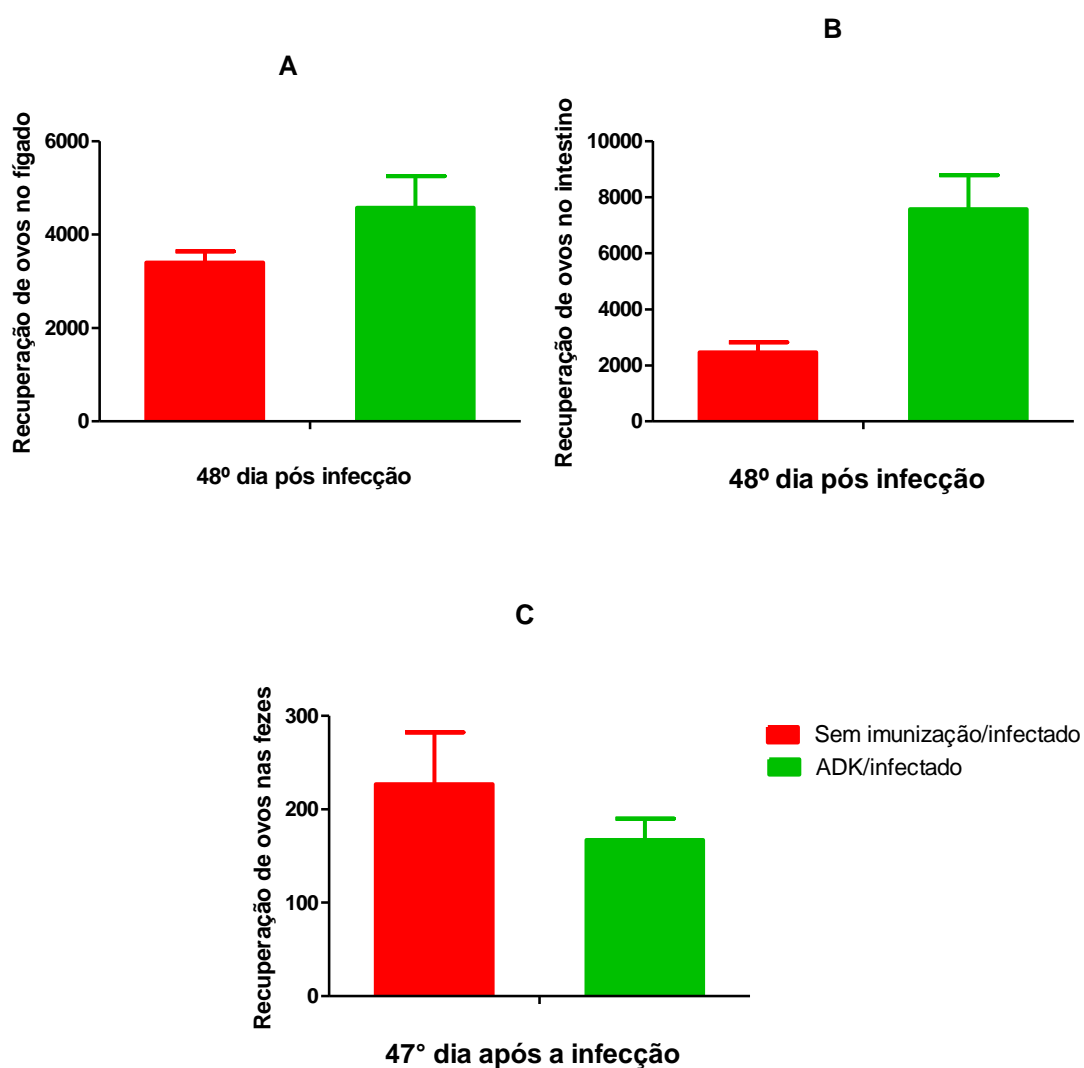 A
Recuperação de ovos no fígado
6000
4000
2000
0
48º dia pós infecção
B
Recuperação de ovos no intestino
10000
8000
6000
4000
2000
0
48º dia pós infecção
C
Recuperação de ovos nas fezes
300
200
100
0
47° dia após a infecção
Sem imunização/infectado
ADK/infectado